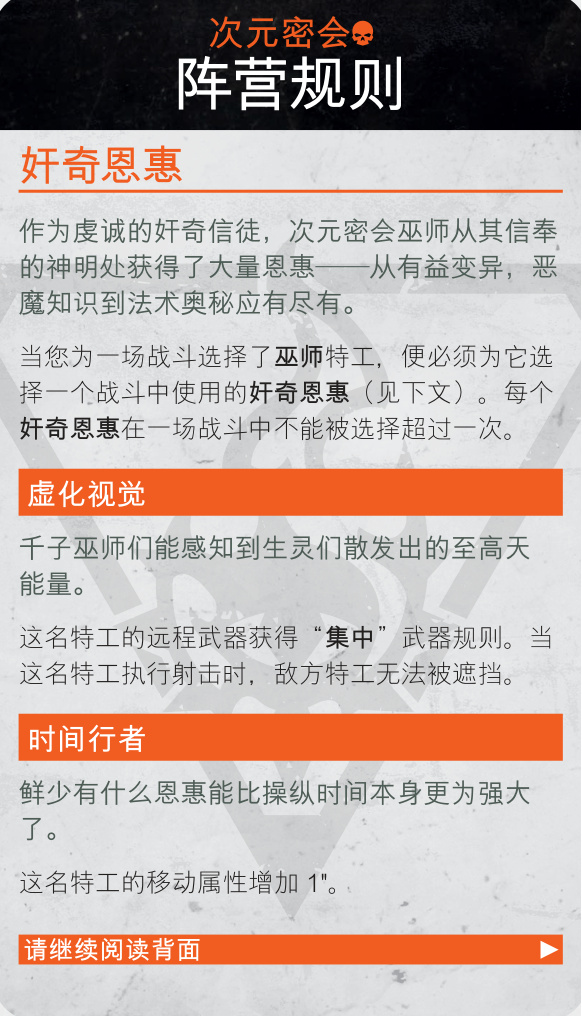 次元密会
阵营规则
奸奇恩惠
作为虔诚的奸奇信徒，次元密会巫师从其信奉
的神明处获得了大量恩惠——从有益变异，恶
魔知识到法术奥秘应有尽有。
当您为一场战斗选择了巫师特工，便必须为它选
择一个战斗中使用的奸奇恩惠（见下文）。每个
奸奇恩惠在一场战斗中不能被选择超过一次。
虚化视觉
千子巫师们能感知到生灵们散发出的至高天
能量。
这名特工的远程武器获得“集中”武器规则。当
这名特工执行射击时，敌方特工无法被遮挡。
时间行者
鲜少有什么恩惠能比操纵时间本身更为强大
了。
这名特工的移动属性增加 1"。
请继续阅读背面